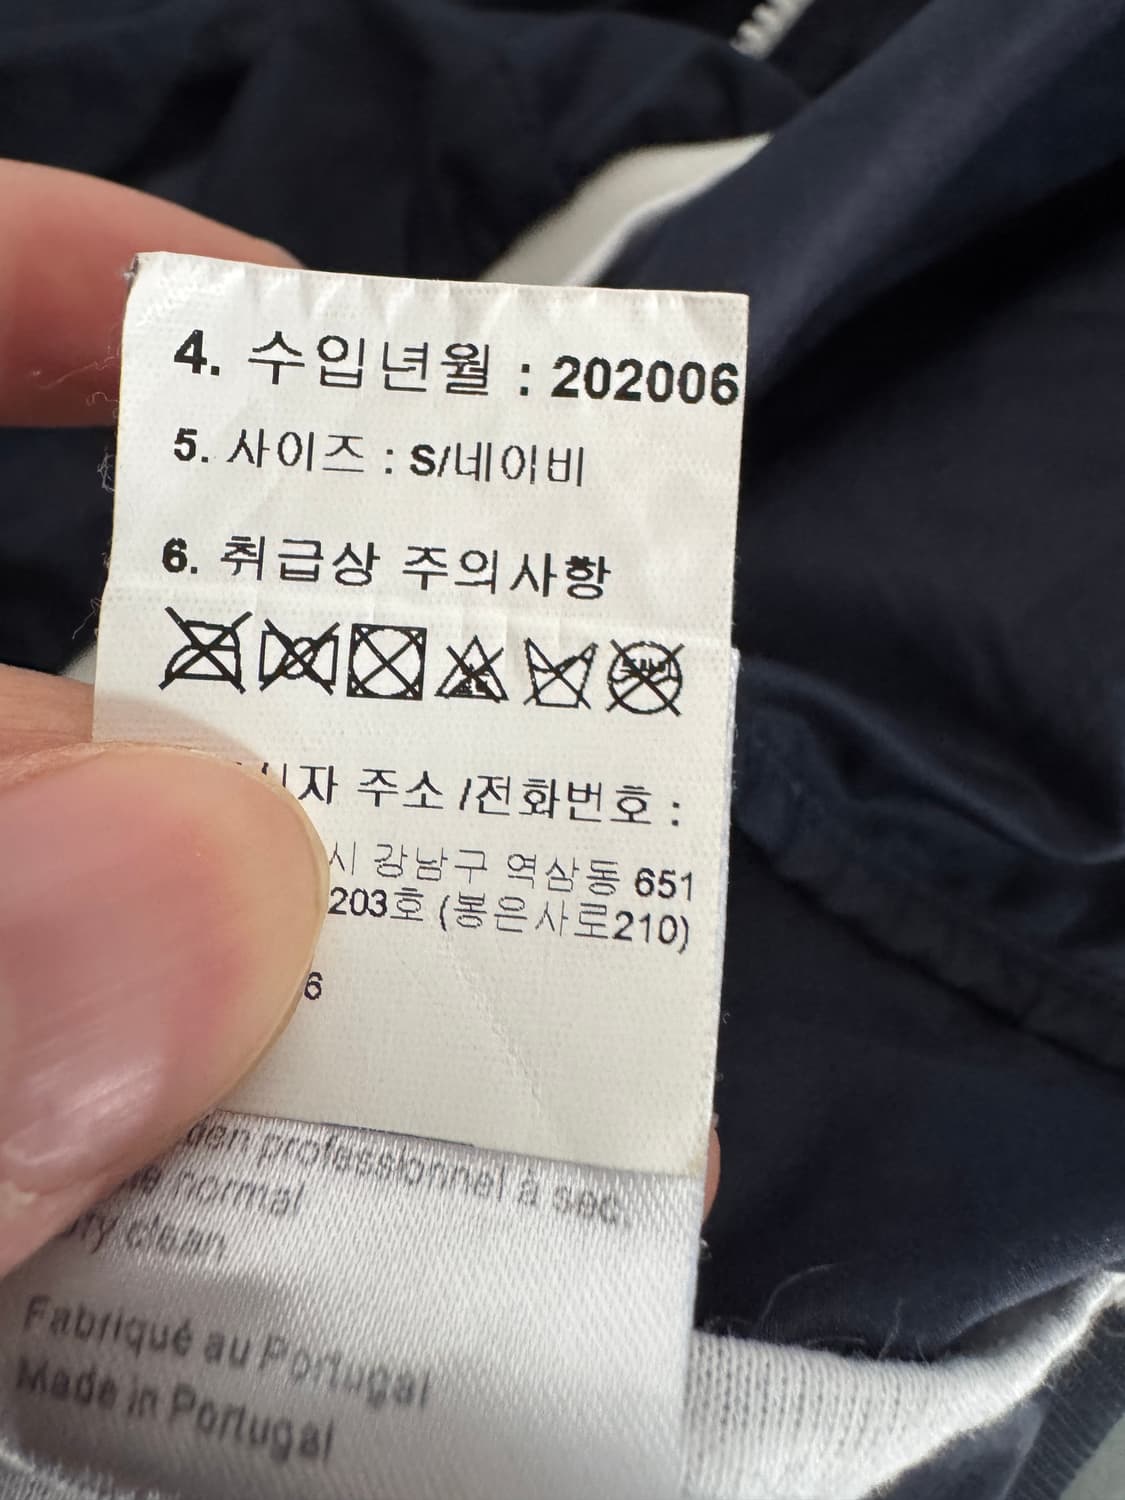 4. 수입년월 : 202006
5. 사이즈 : S/네이비
6. 취급상 주의사항
자 주소 /전화번호 :
시 강남구 역삼동 651
203호 (봉은사로210)
6
professionnel à sec.
normal
dry clean
Fabriqué au Portugal
Made in Portugal